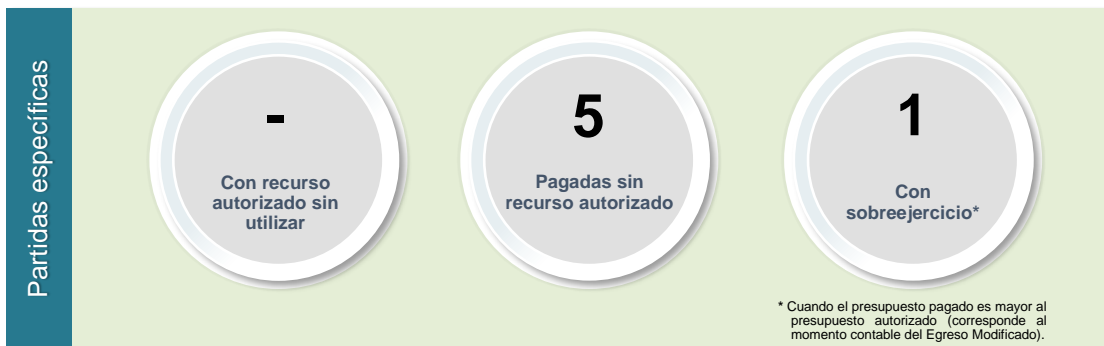 Partidas específicas
-
Con recurso
autorizado sin
utilizar
5
Pagadas sin
recurso autorizado
1
Con
sobreejercicio*
* Cuando el presupuesto pagado es mayor al
presupuesto autorizado (corresponde al
momento contable del Egreso Modificado).